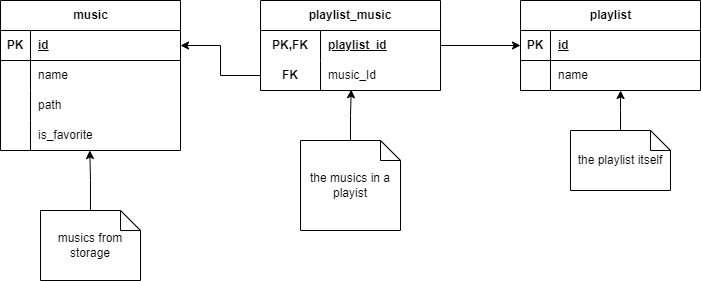 music
PK id
name
path
is_favorite
playlist_music
PK,FK playlist_id
FK music_Id
playlist
PK id
name
musics from
storage
the musics in a
playist
the playlist itself